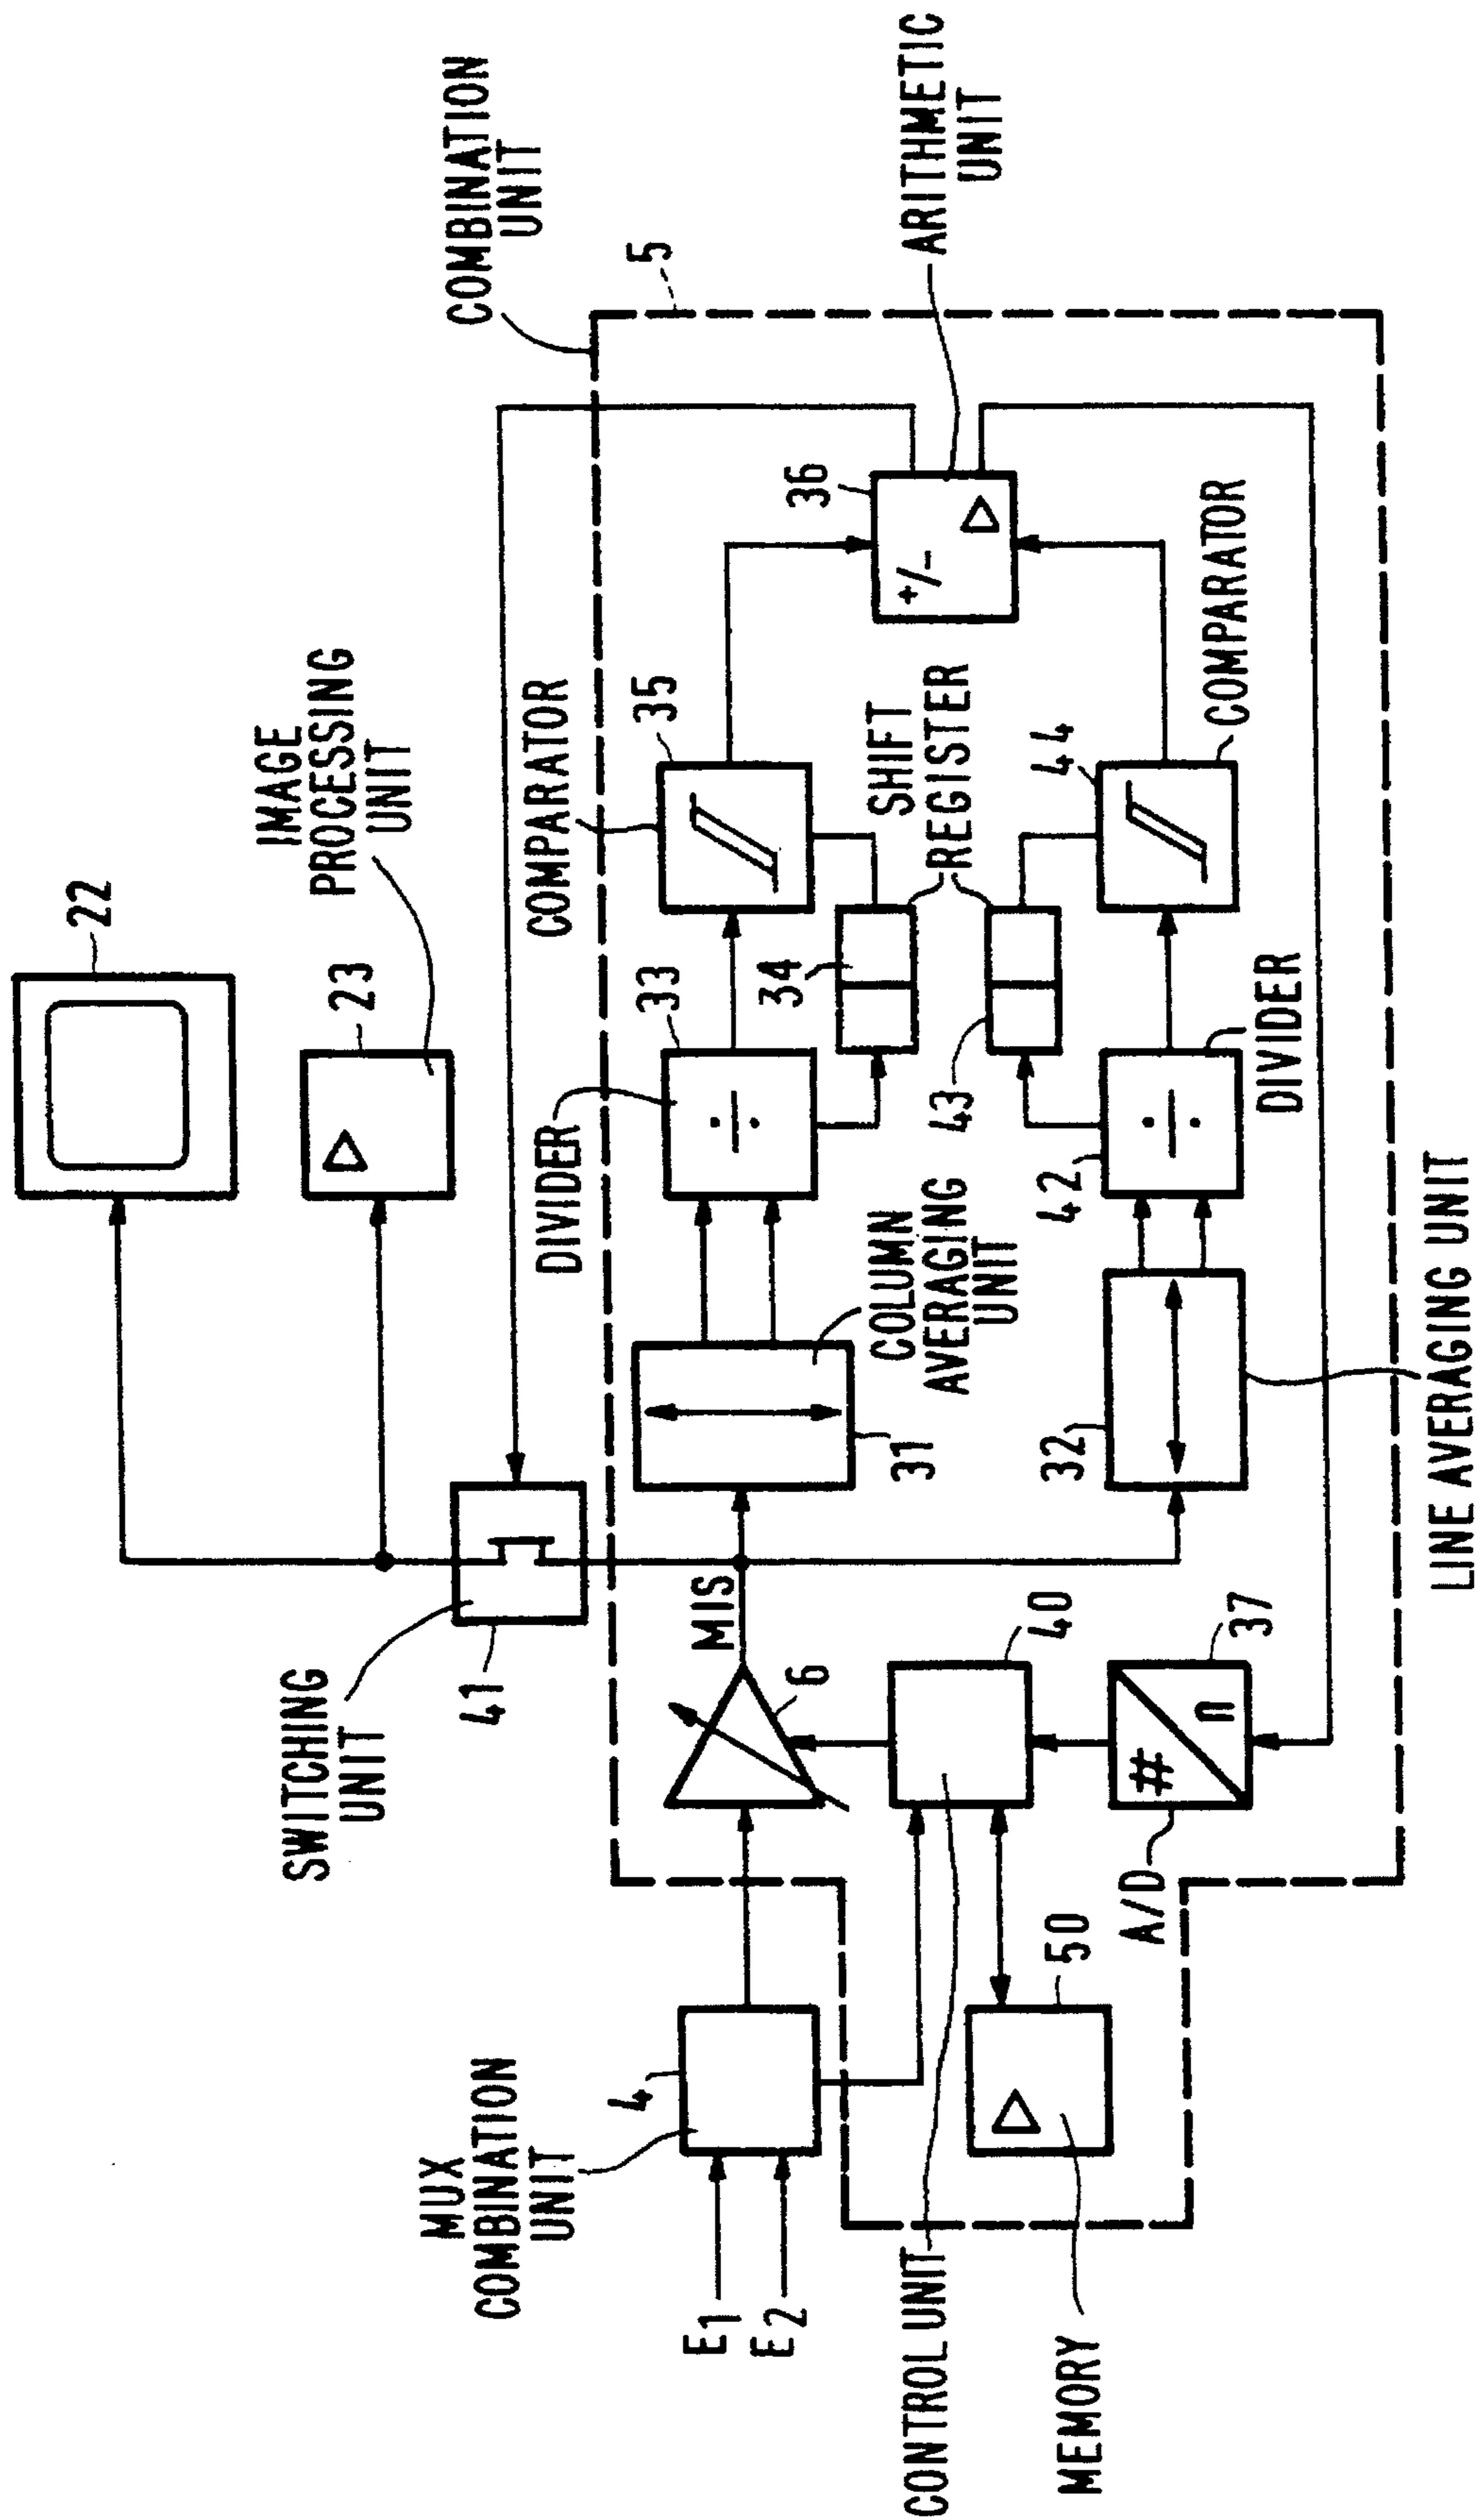 22
IMAGE
PROCESSING
UNIT
23
SWITCHING
UNIT
41
COMBINATION
UNIT
5
COMPARATOR
35
DIVIDER
33
MUX
COMBINATION
UNIT
4
E1
E2
MIS
6
31
COLUMN
AVERAGING
UNIT
34
SHIFT
REGISTER
43
36
+/-
ARITHMETIC
UNIT
CONTROL UNIT
40
MEMORY
50
A/D
#
n
37
32
LINE AVERAGING UNIT
42
DIVIDER
44
COMPARATOR